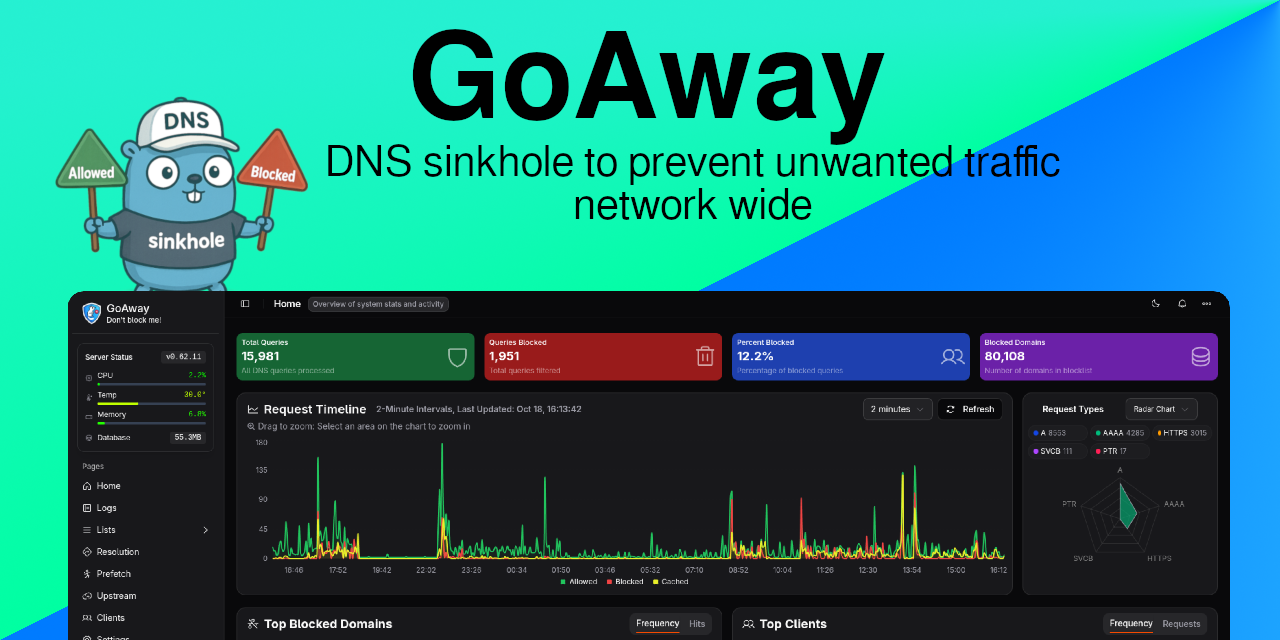 GoAway
DNS sinkhole to prevent unwanted traffic
network wide
DNS
Allowed
Blocked
sinkhole
GoAway
Don't block me!
Home
Overview of system stats and activity
Server Status
v0.62.11
CPU
2.2%
Temp
30.0°
Memory
6.8%
Database
55.3MB
Pages
Home
Logs
Lists
Resolution
Prefetch
Upstream
Clients
Settings
Total Queries
15,981
All DNS queries processed
Queries Blocked
1,951
Total queries filtered
Percent Blocked
12.2%
Percentage of blocked queries
Blocked Domains
80,108
Number of domains in blocklist
Request Timeline
2-Minute Intervals, Last Updated: Oct 18, 16:13:42
2 minutes
Refresh
Drag to zoom: Select an area on the chart to zoom in
180
135
90
45
0
16:46 17:52 19:42 22:02 23:26 00:34 01:50 03:46 05:32 07:10 08:52 10:04 11:26 12:30 13:54 15:00 16:12
Allowed Blocked Cached
Request Types
Radar Chart
A 8553 AAAA 4285 HTTPS 3015
SVCB 111 PTR 17
A
PTR
AAAA
SVCB
HTTPS
Top Blocked Domains
Frequency Hits
Top Clients
Frequency Requests